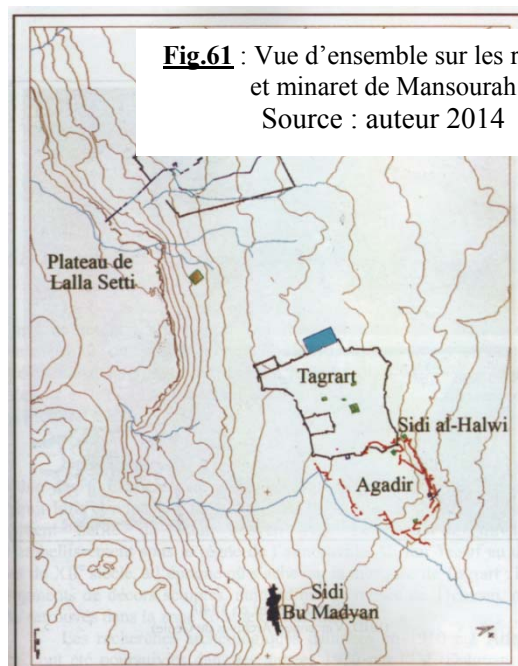 Fig.61 : Vue d’ensemble sur les r
et minaret de Mansourah
Source : auteur 2014
Plateau de
Lalla Setti
Tagrart
Sidi al-Halwi
Agadir
Sidi
Bu Madyan